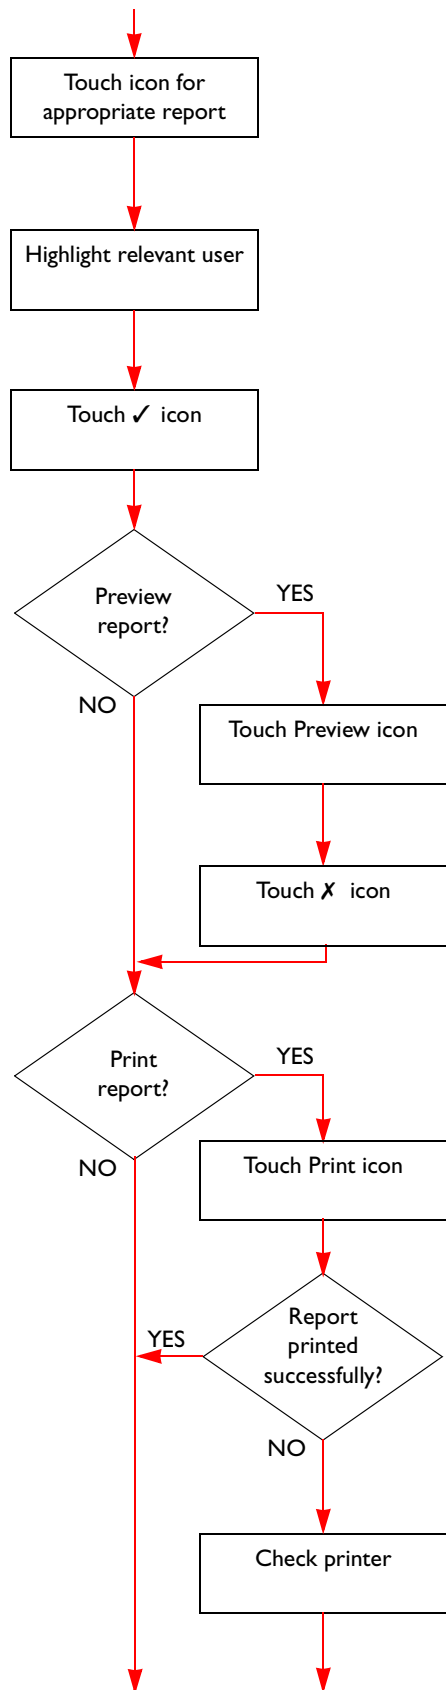 Touch icon for
appropriate report
Highlight relevant user
Touch ✓ icon
Preview
report?
YES
NO
Touch Preview icon
Touch ✗ icon
Print
report?
YES
NO
Touch Print icon
Report
printed
successfully?
YES
NO
Check printer